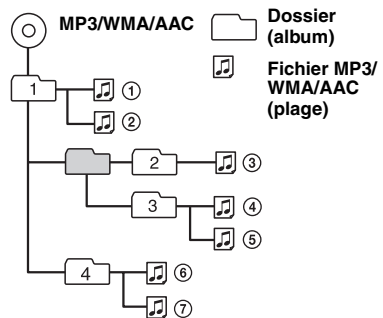 MP3/WMA/AAC
Dossier
(album)
Fichier MP3/
WMA/AAC
(plage)
1
①
②
2
③
3
④
⑤
4
⑥
⑦